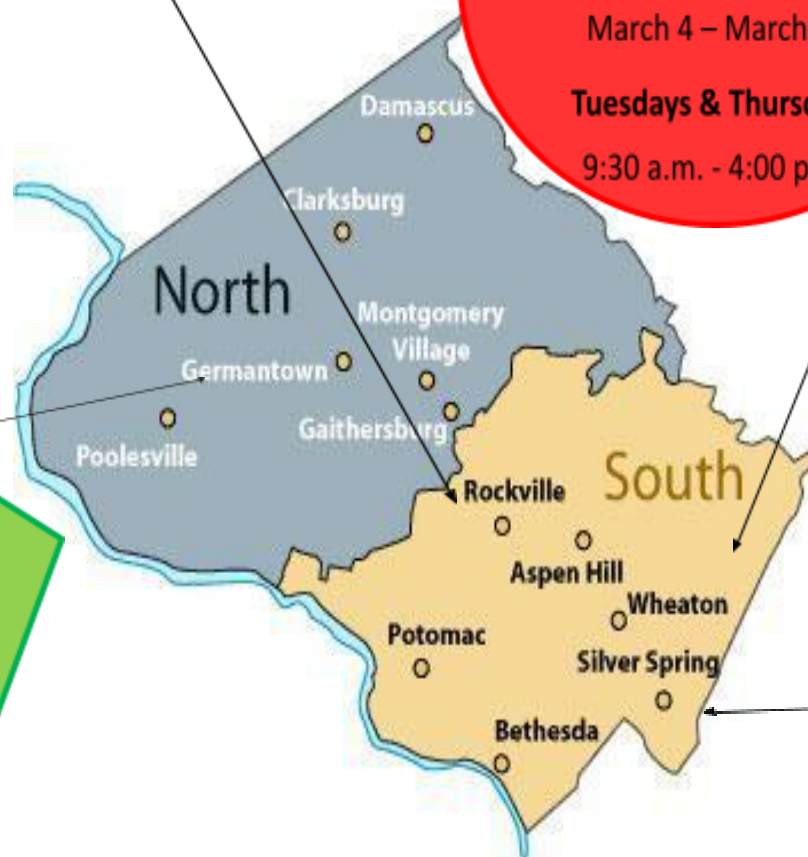 March 4 – March
Tuesdays & Thurs
9:30 a.m. - 4:00 p
Damascus
Clarksburg
North
Montgomery
Village
Germantown
Gaithersburg
Poolesville
Rockville
South
Aspen Hill
Wheaton
Potomac
Silver Spring
Bethesda